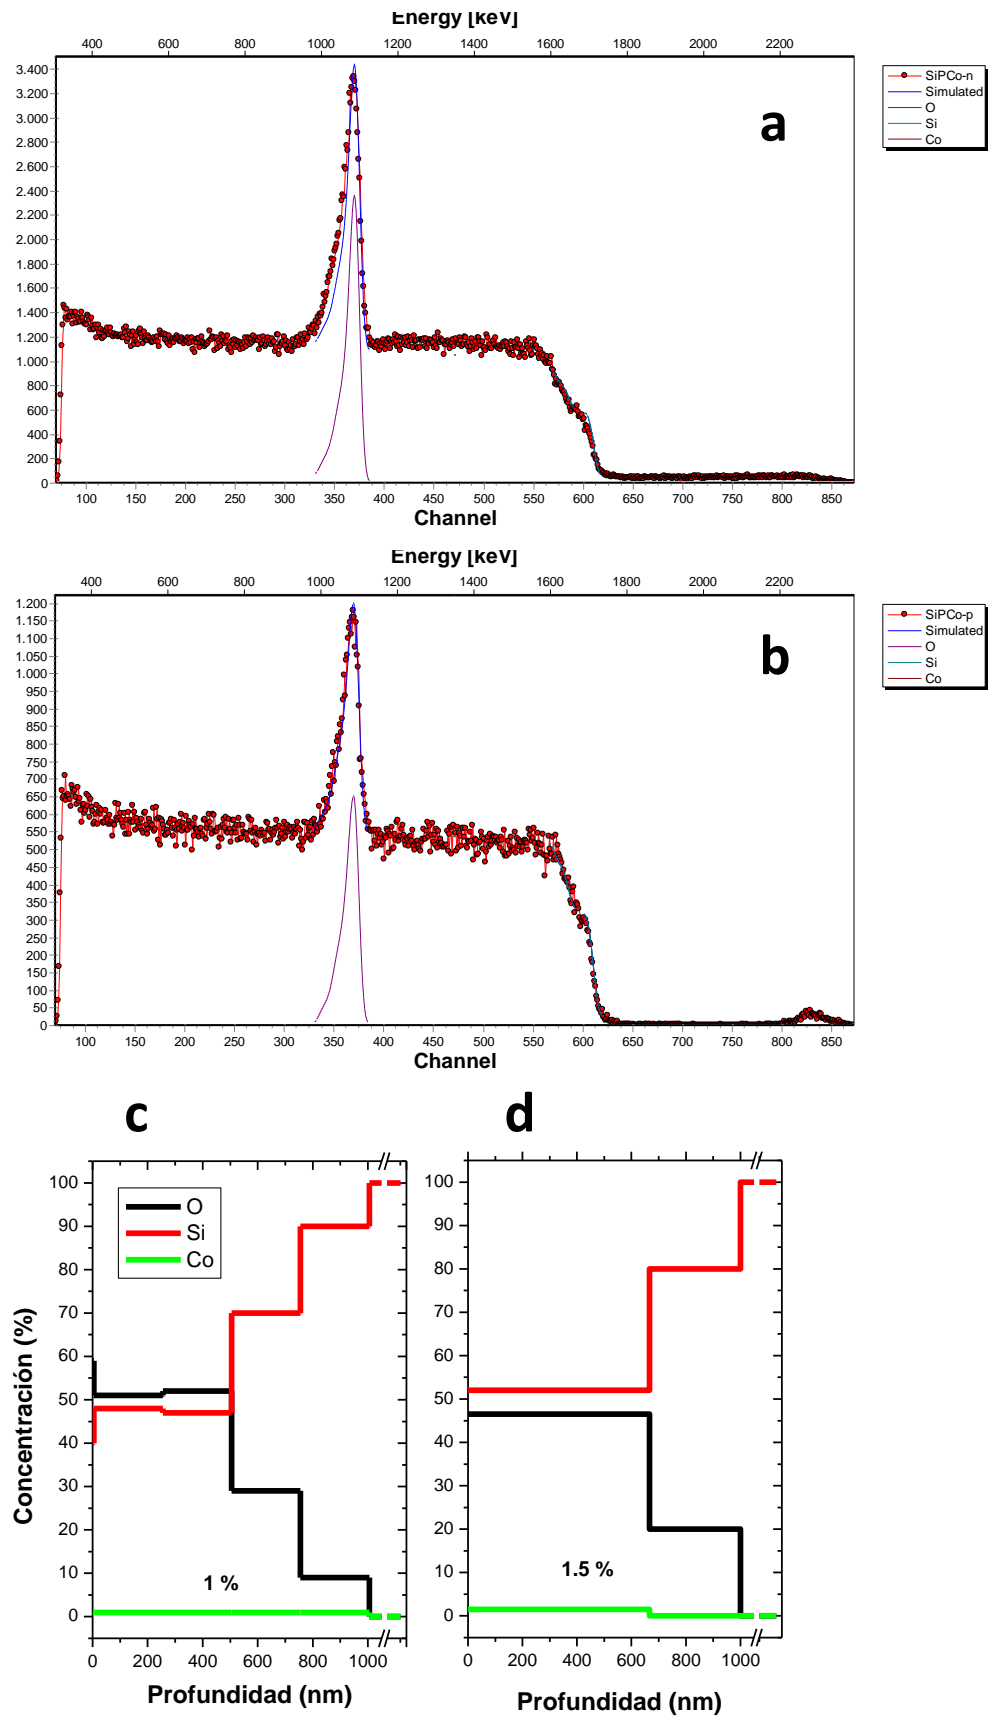 Energy [keV]
400 600 800 1000 1200 1400 1600 1800 2000 2200
3.400
3.200
3.000
2.800
2.600
2.400
2.200
2.000
1.800
1.600
1.400
1.200
1.000
800
600
400
200
0
a
SiPCo-n
Simulated
O
Si
Co
100 150 200 250 300 350 400 450 500 550 600 650 700 750 800 850
Channel
Energy [keV]
400 600 800 1000 1200 1400 1600 1800 2000 2200
1.200
1.150
1.100
1.050
1.000
950
900
850
800
750
700
650
600
550
500
450
400
350
300
250
200
150
100
50
0
b
SiPCo-p
Simulated
O
Si
Co
100 150 200 250 300 350 400 450 500 550 600 650 700 750 800 850
Channel
c
Concentración (%)
100
90
80
70
60
50
40
30
20
10
0
O
Si
Co
1 %
0 200 400 600 800 1000
Profundidad (nm)
d
100
90
80
70
60
50
40
30
20
10
0
1.5 %
0 200 400 600 800 1000
Profundidad (nm)